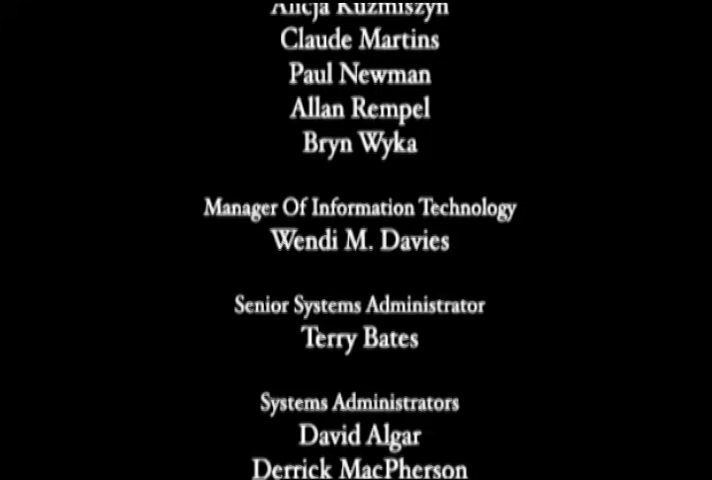 Alicja Kuzmiszyn
Claude Martins
Paul Newman
Allan Rempel
Bryn Wyka
Manager Of Information Technology
Wendi M. Davies
Senior Systems Administrator
Terry Bates
Systems Administrators
David Algar
Derrick MacPherson